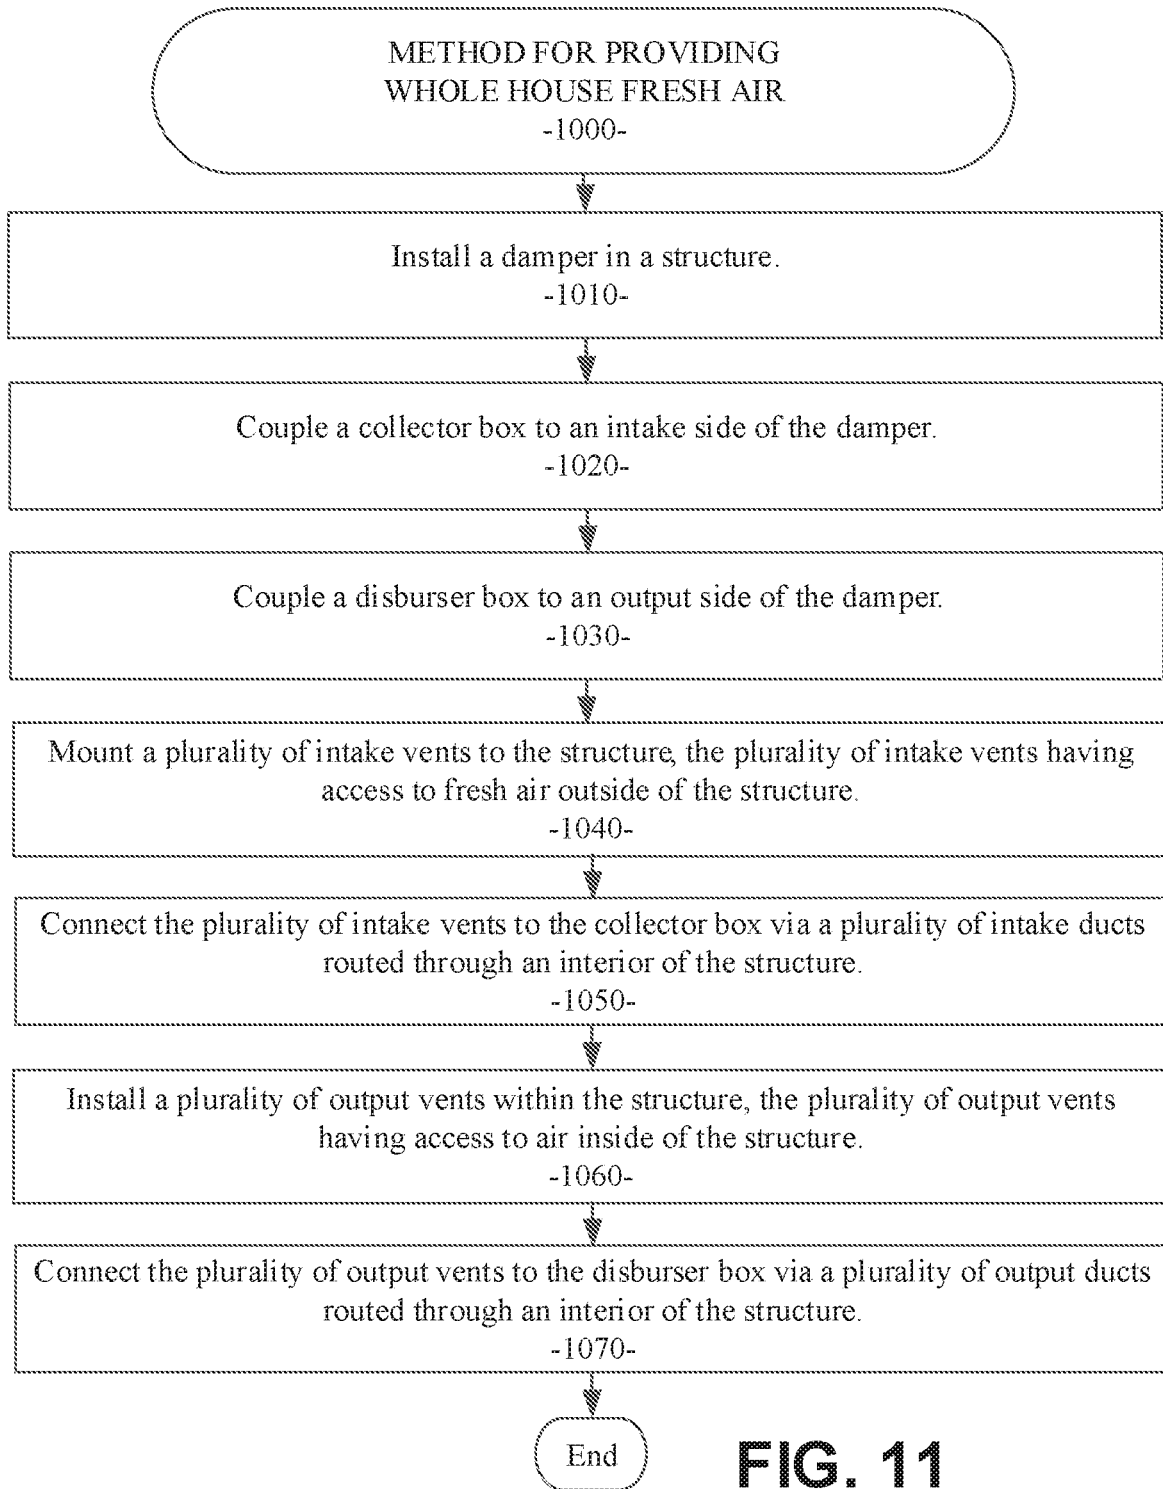 METHOD FOR PROVIDING
WHOLE HOUSE FRESH AIR
-1000-
Install a damper in a structure.
-1010-
Couple a collector box to an intake side of the damper.
-1020-
Couple a disburser box to an output side of the damper.
-1030-
Mount a plurality of intake vents to the structure, the plurality of intake vents having
access to fresh air outside of the structure.
-1040-
Connect the plurality of intake vents to the collector box via a plurality of intake ducts
routed through an interior of the structure.
-1050-
Install a plurality of output vents within the structure, the plurality of output vents
having access to air inside of the structure.
-1060-
Connect the plurality of output vents to the disburser box via a plurality of output ducts
routed through an interior of the structure.
-1070-
End
FIG. 11